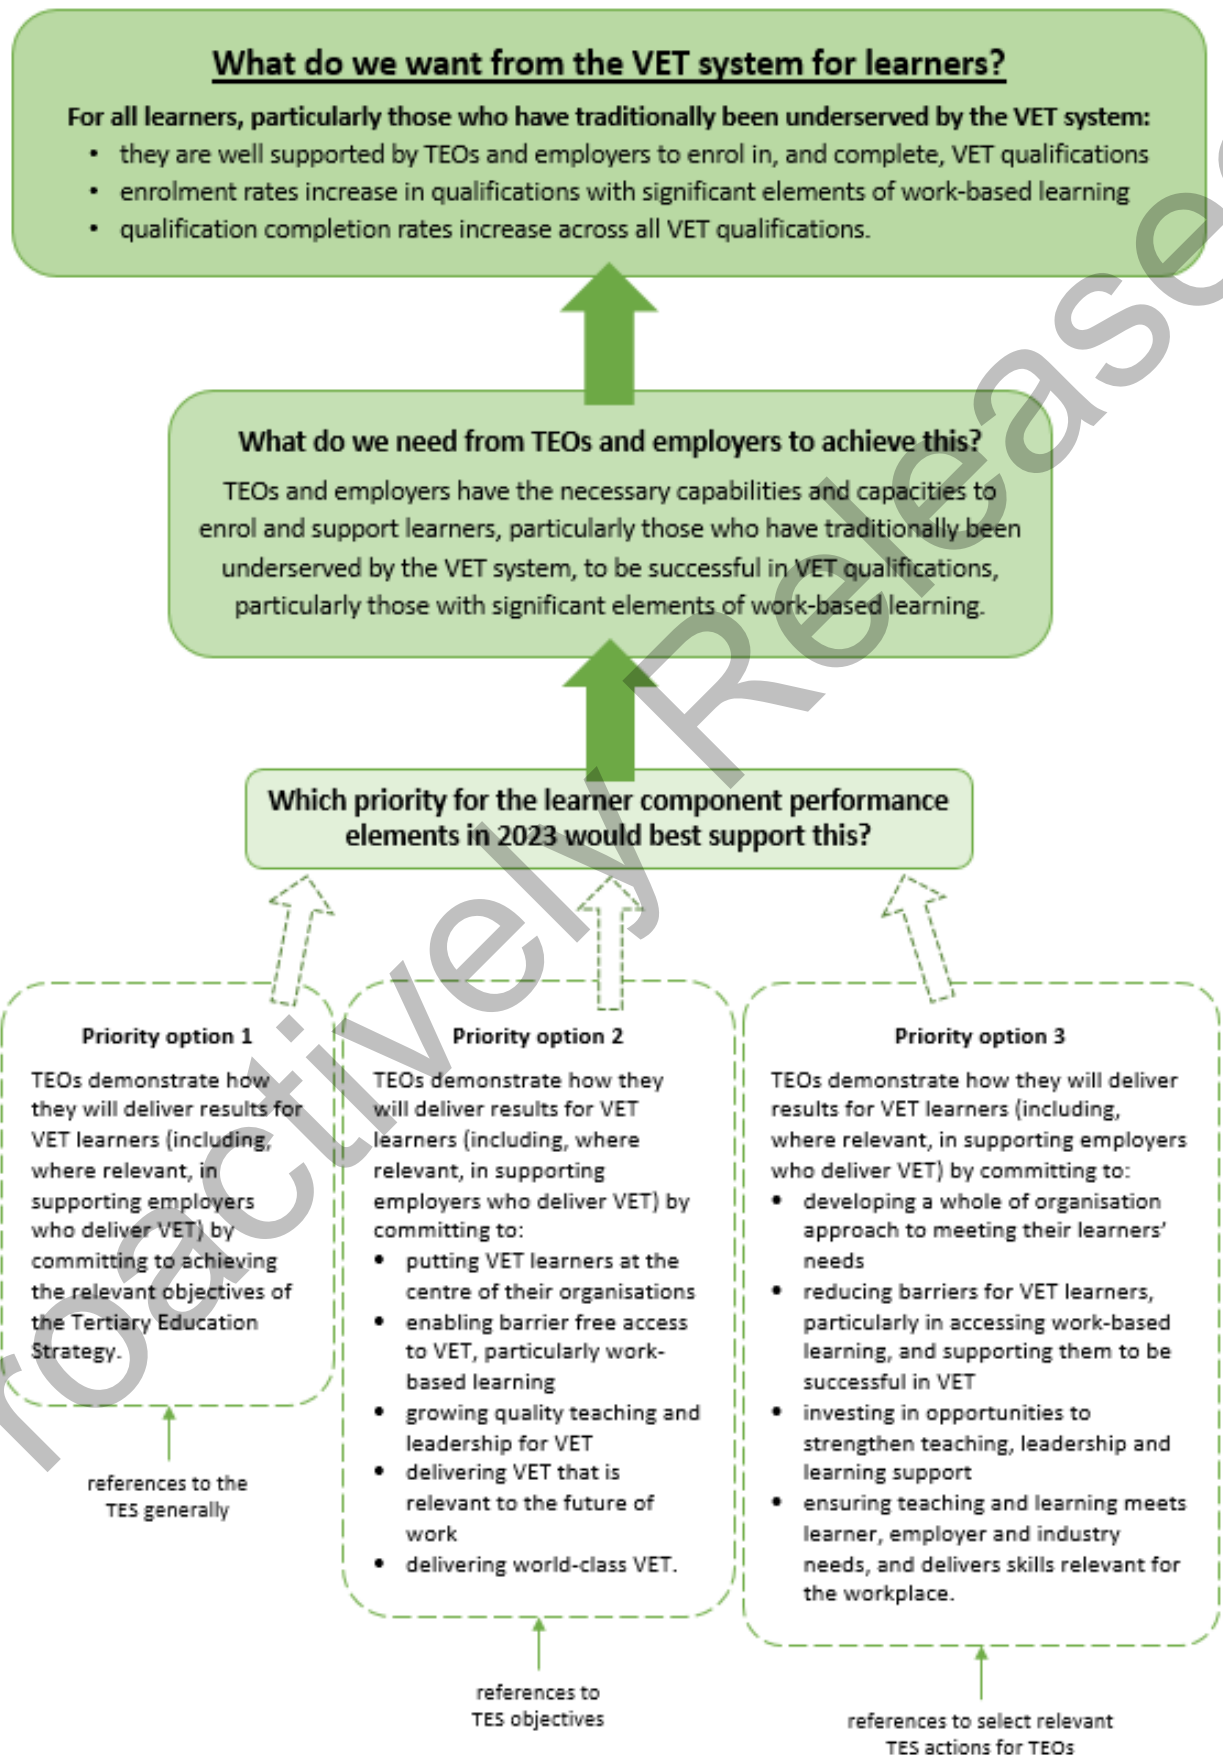 What do we want from the VET system for learners?
For all learners, particularly those who have traditionally been underserved by the VET system:
• they are well supported by TEOs and employers to enrol in, and complete, VET qualifications
• enrolment rates increase in qualifications with significant elements of work-based learning
• qualification completion rates increase across all VET qualifications.
What do we need from TEOs and employers to achieve this?
TEOs and employers have the necessary capabilities and capacities to
enrol and support learners, particularly those who have traditionally been
underserved by the VET system, to be successful in VET qualifications,
particularly those with significant elements of work-based learning.
Which priority for the learner component performance
elements in 2023 would best support this?
Priority option 1
TEOs demonstrate how
they will deliver results for
VET learners (including,
where relevant, in
supporting employers
who deliver VET) by
committing to achieving
the relevant objectives of
the Tertiary Education
Strategy.
references to the
TES generally
Priority option 2
TEOs demonstrate how they
will deliver results for VET
learners (including, where
relevant, in supporting
employers who deliver VET) by
committing to:
• putting VET learners at the
centre of their organisations
• enabling barrier free access
to VET, particularly work-
based learning
• growing quality teaching and
leadership for VET
• delivering VET that is
relevant to the future of
work
• delivering world-class VET.
references to
TES objectives
Priority option 3
TEOs demonstrate how they will deliver
results for VET learners (including,
where relevant, in supporting employers
who deliver VET) by committing to:
• developing a whole of organisation
approach to meeting their learners'
needs
• reducing barriers for VET learners,
particularly in accessing work-based
learning, and supporting them to be
successful in VET
• investing in opportunities to
strengthen teaching, leadership and
learning support
• ensuring teaching and learning meets
learner, employer and industry
needs, and delivers skills relevant for
the workplace.
references to select relevant
TES actions for TEOs
roactively Release